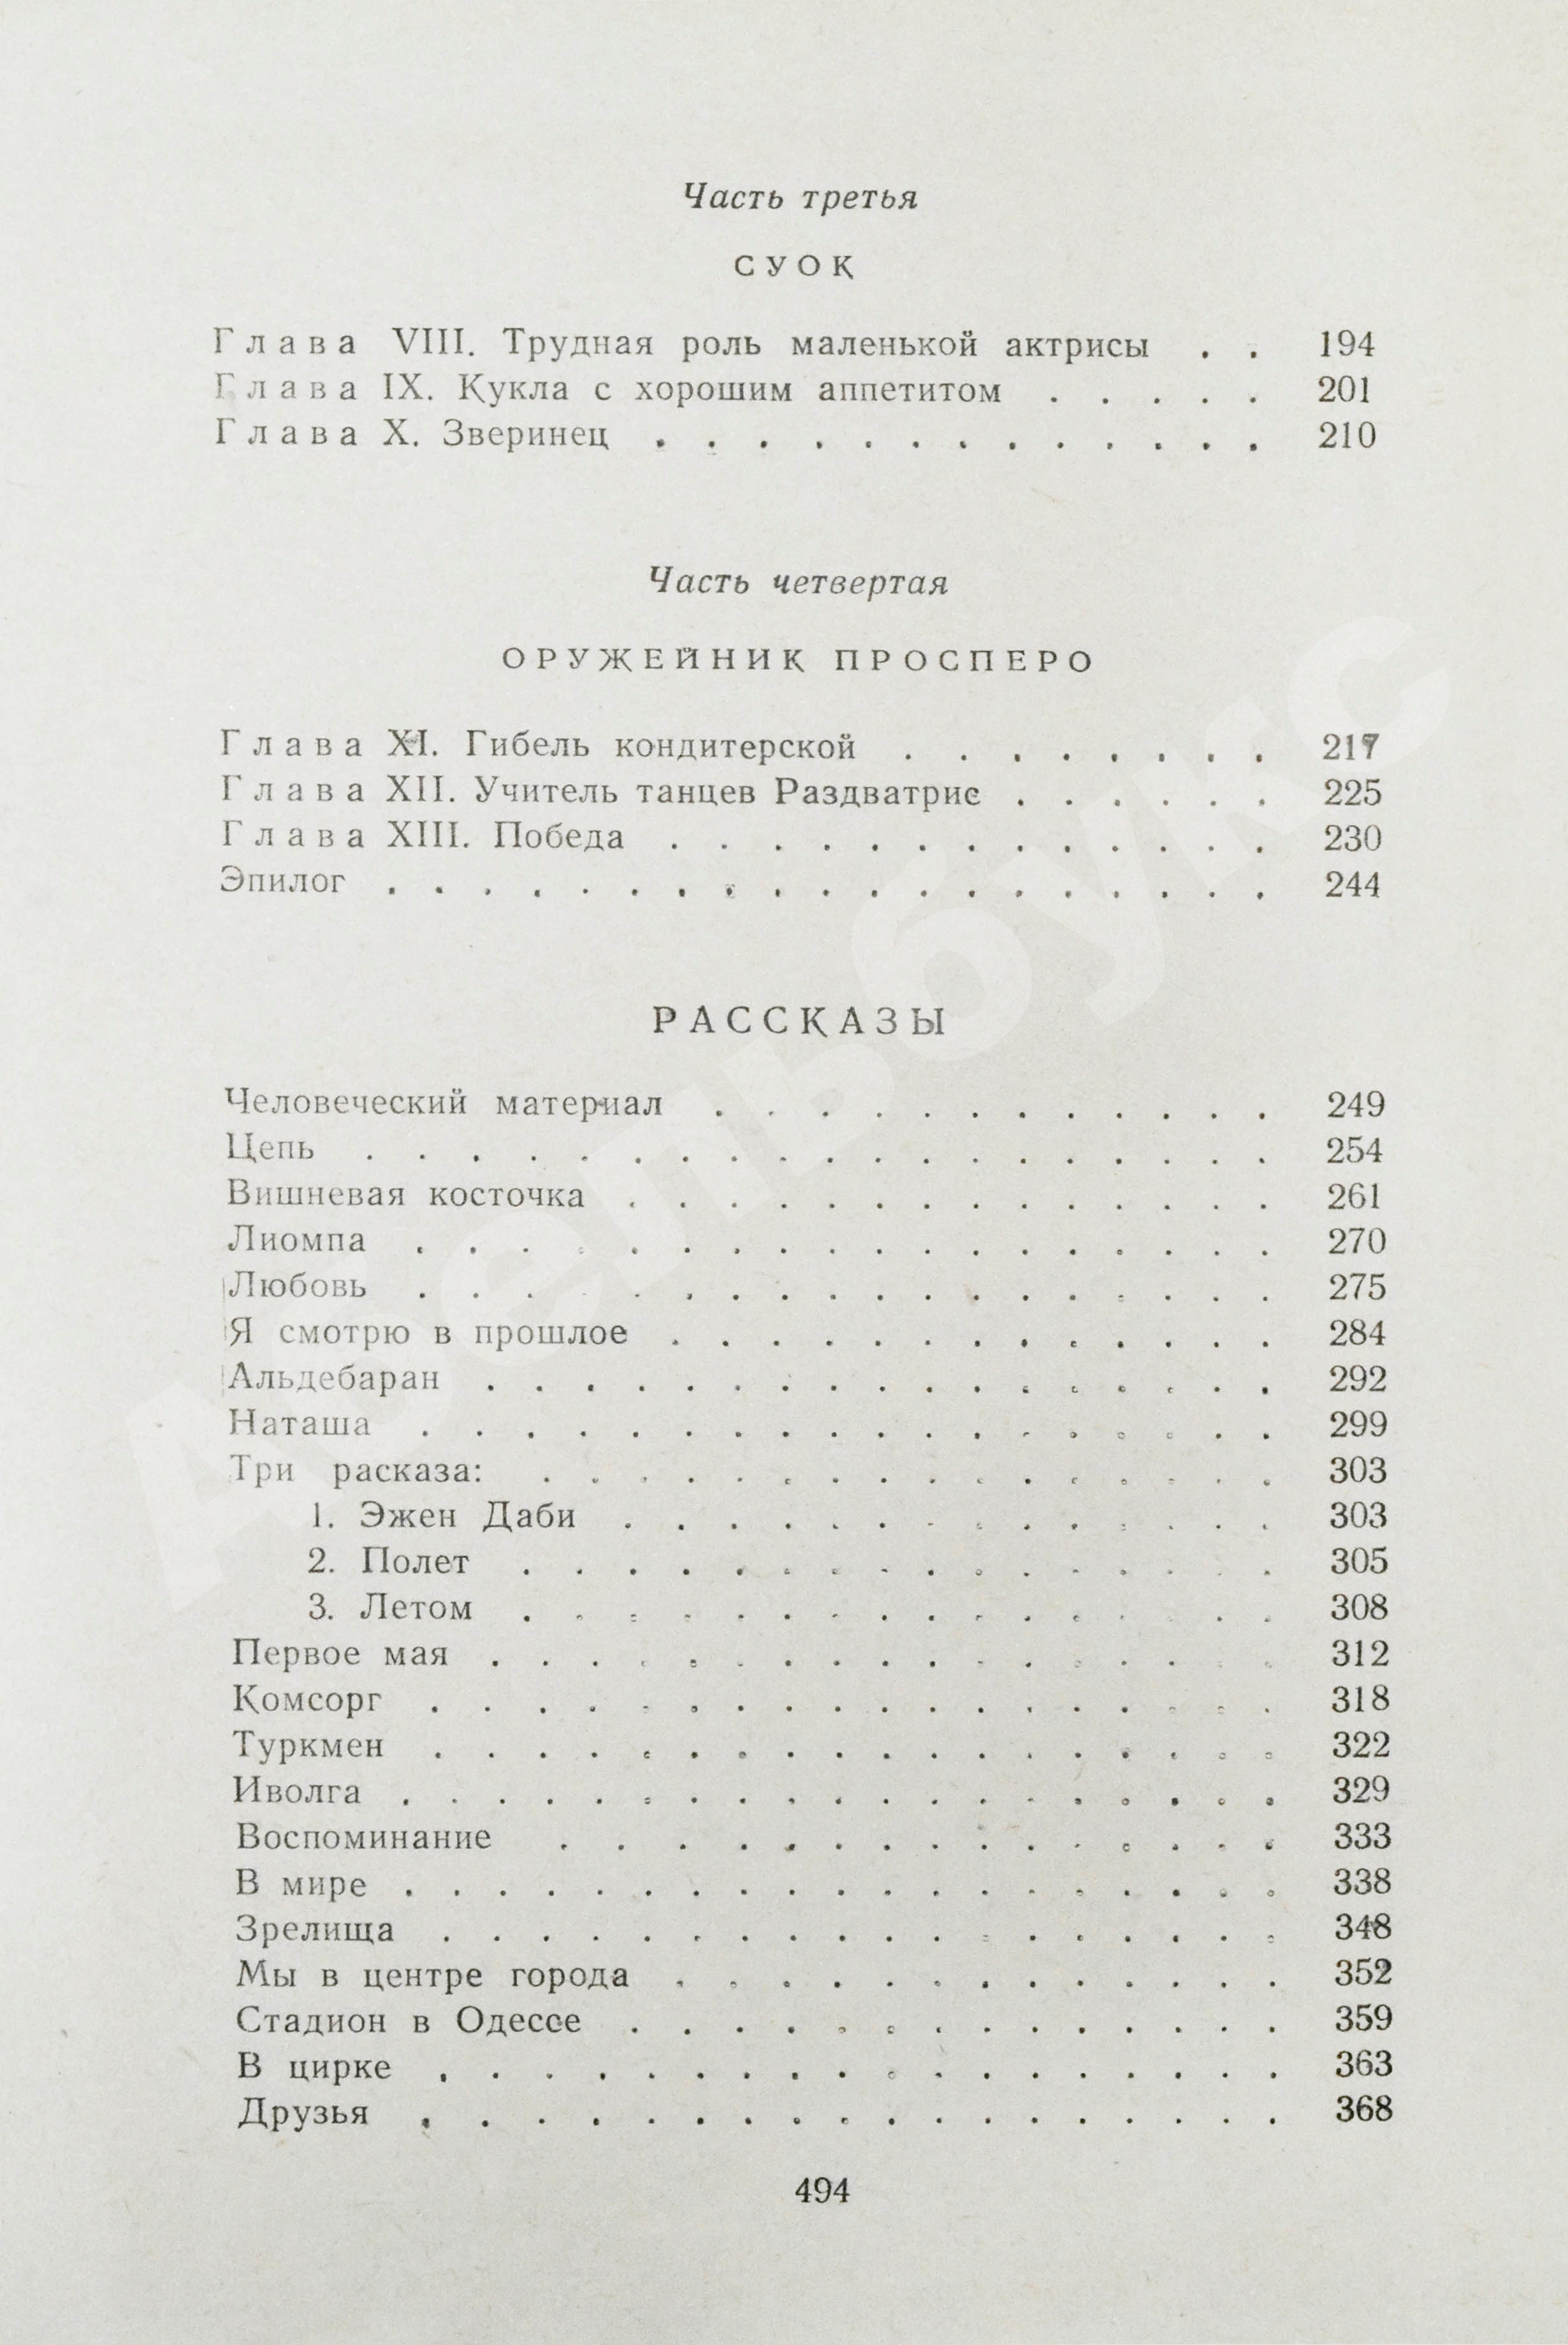 Часть третья
СУОК
Глава VIII. Трудная роль маленькой актрисы . . 194
Глава IX. Кукла с хорошим аппетитом . . . . . 201
Глава X. Зверинец . . . . . . . . . . . . . 210
Часть четвертая
ОРУЖЕЙНИК ПРОСПЕРО
Глава XI. Гибель кондитерской . . . . . . . . 217
Глава XII. Учитель танцев Раздватрис . . . . . . 225
Глава XIII. Победа . . . . . . . . . . . . . 230
Эпилог . . . . . . . . . . . . . . . . . . . 244
РАССКАЗЫ
Человеческий материал . . . . . . . . . . . . 249
Цепь . . . . . . . . . . . . . . . . . . . 254
Вишневая косточка . . . . . . . . . . . . . . 261
Лиомпа . . . . . . . . . . . . . . . . . . 270
Любовь . . . . . . . . . . . . . . . . . . 275
Я смотрю в прошлое . . . . . . . . . . . . . 284
Альдебаран . . . . . . . . . . . . . . . . . 292
Наташа . . . . . . . . . . . . . . . . . . 299
Три расказа: . . . . . . . . . . . . . . . . 303
1. Эжен Даби . . . . . . . . . . . . . . 303
2. Полет . . . . . . . . . . . . . . . . 305
3. Летом . . . . . . . . . . . . . . . . 308
Первое мая . . . . . . . . . . . . . . . . . 312
Комсорг . . . . . . . . . . . . . . . . . . 318
Туркмен . . . . . . . . . . . . . . . . . . 322
Иволга . . . . . . . . . . . . . . . . . . . 329
Воспоминание . . . . . . . . . . . . . . . 333
В мире . . . . . . . . . . . . . . . . . . . 338
Зрелища . . . . . . . . . . . . . . . . . . 348
Мы в центре города . . . . . . . . . . . . . 352
Стадион в Одессе . . . . . . . . . . . . . . 359
В цирке . . . . . . . . . . . . . . . . . . 363
Друзья . . . . . . . . . . . . . . . . . . 368
494